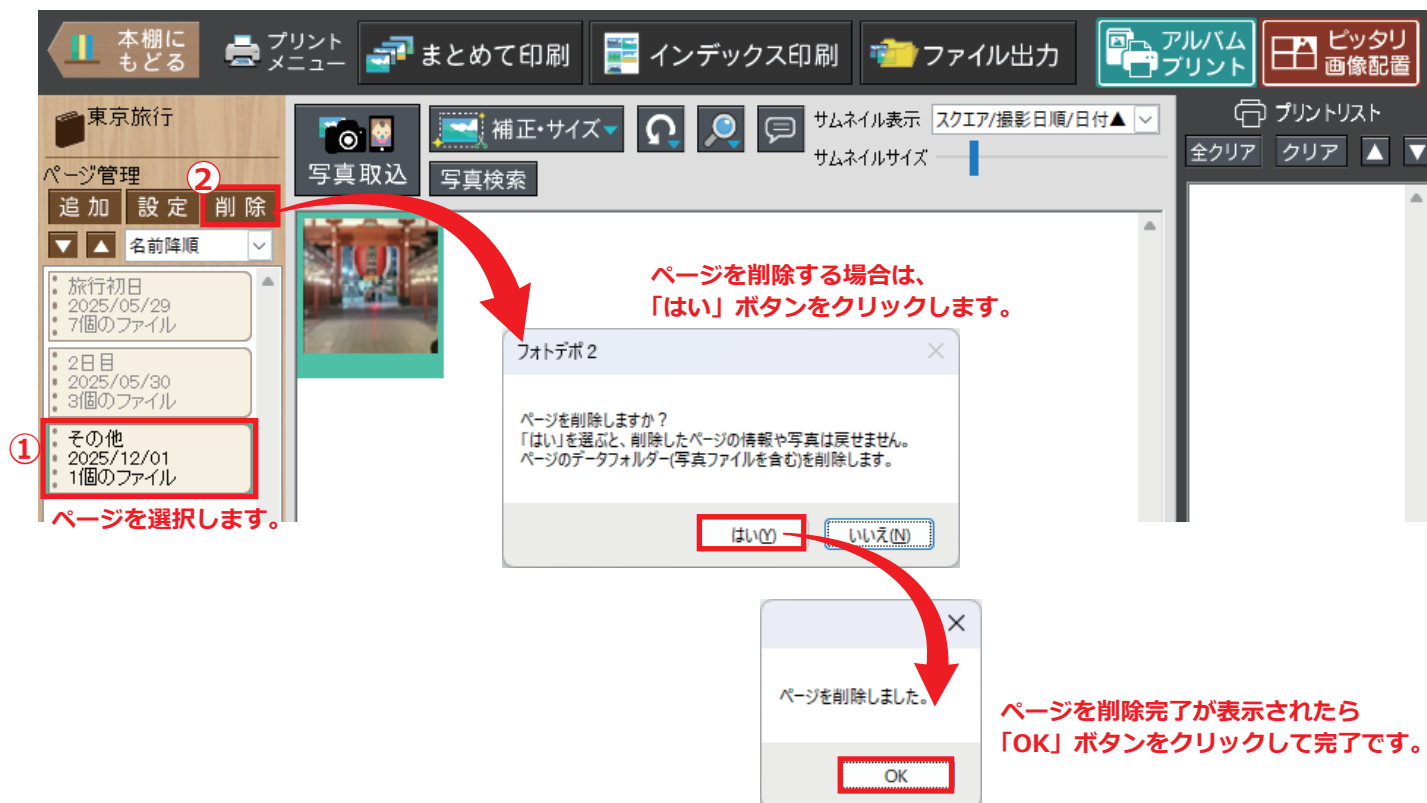 本棚に
もどる
プリント
メニュー
まとめて印刷
インデックス印刷
ファイル出力
アルバム
プリント
ピッタリ
画像配置
東京旅行
ページ管理
②
追加 設定 削除
▼ ▲ 名前降順
旅行初日
2025/05/29
7個のファイル
2日目
2025/05/30
3個のファイル
①
その他
2025/12/01
1個のファイル
ページを選択します。
写真取込
補正・サイズ▼
写真検索
サムネイル表示 スクエア/撮影日順/日付▲
サムネイルサイズ
プリントリスト
全クリア クリア ▲ ▼
ページを削除する場合は、
「はい」ボタンをクリックします。
フォトデポ2
ページを削除しますか？
「はい」を選ぶと、削除したページの情報や写真は戻せません。
ページのデータフォルダー(写真ファイルを含む)を削除します。
はい(Y) いいえ(N)
ページを削除しました。
OK
ページを削除完了が表示されたら
「OK」ボタンをクリックして完了です。